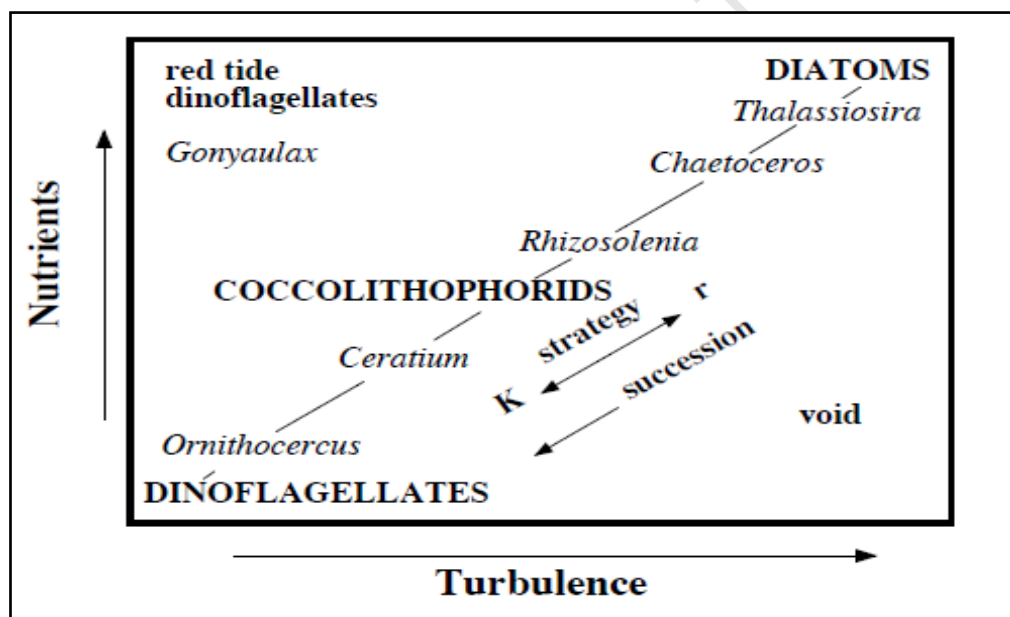 red tide
dinoflagellates
DIATOMS
Thalassiosira
Gonyaulax
Chaetoceros
Rhizosolenia
COCCOLITHOPHORIDS
r
strategy
K
succession
Ceratium
void
Ornithocercus
DINOFLAGELLATES
Nutrients
Turbulence